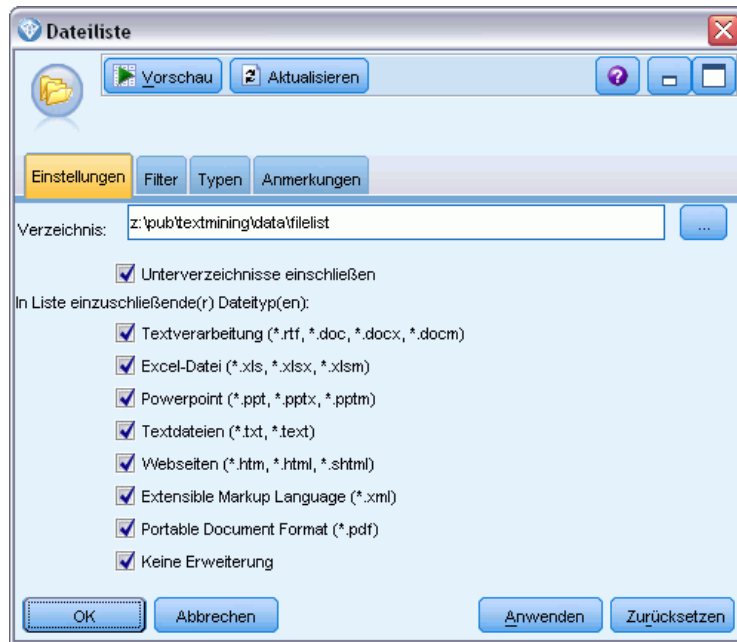 Dateiliste
Vorschau
Aktualisieren
?
Einstellungen
Filter
Typen
Anmerkungen
Verzeichnis:
z:\pub\textmining\data\filelist
...
Unterverzeichnisse einschließen
In Liste einzuschließende(r) Dateityp(en):
Textverarbeitung (*.rtf, *.doc, *.docx, *.docm)
Excel-Datei (*.xls, *.xlsx, *.xlsm)
Powerpoint (*.ppt, *.pptx, *.pptm)
Textdateien (*.txt, *.text)
Webseiten (*.htm, *.html, *.shtml)
Extensible Markup Language (*.xml)
Portable Document Format (*.pdf)
Keine Erweiterung
OK
Abbrechen
Anwenden
Zurücksetzen